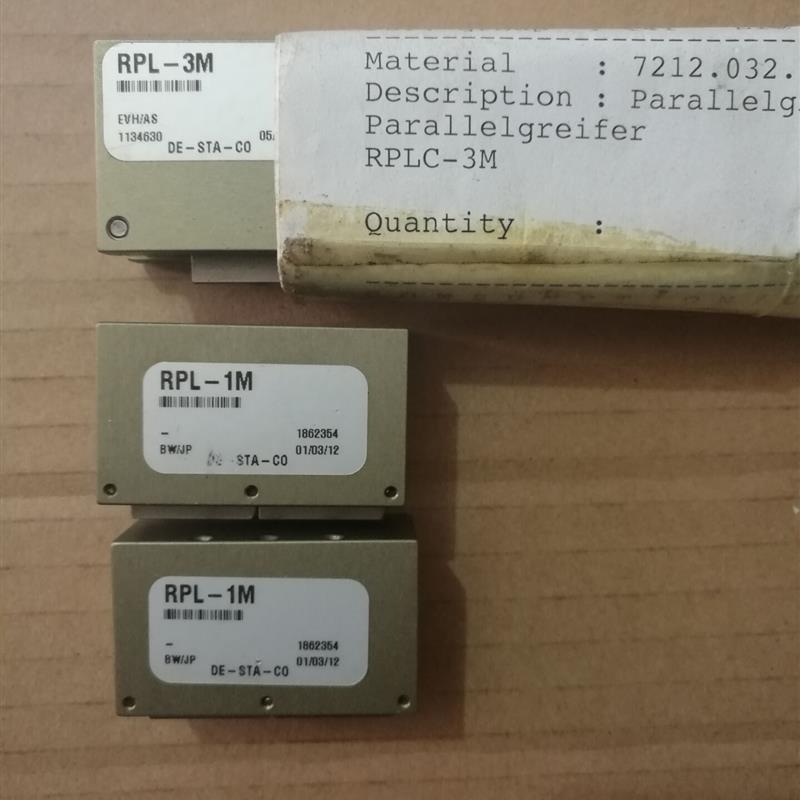 RPL-3M
EVH/AS
1134630 05/
DE-STA-CO
Material : 7212.032.
Description : Parallelg
Parallelgreifer
RPLC-3M
Quantity :
RPL-1M
- 1862354
BW/JP 01/03/12
STA-CO
RPL-1M
- 1862354
BW/JP 01/03/12
DE-STA-CO